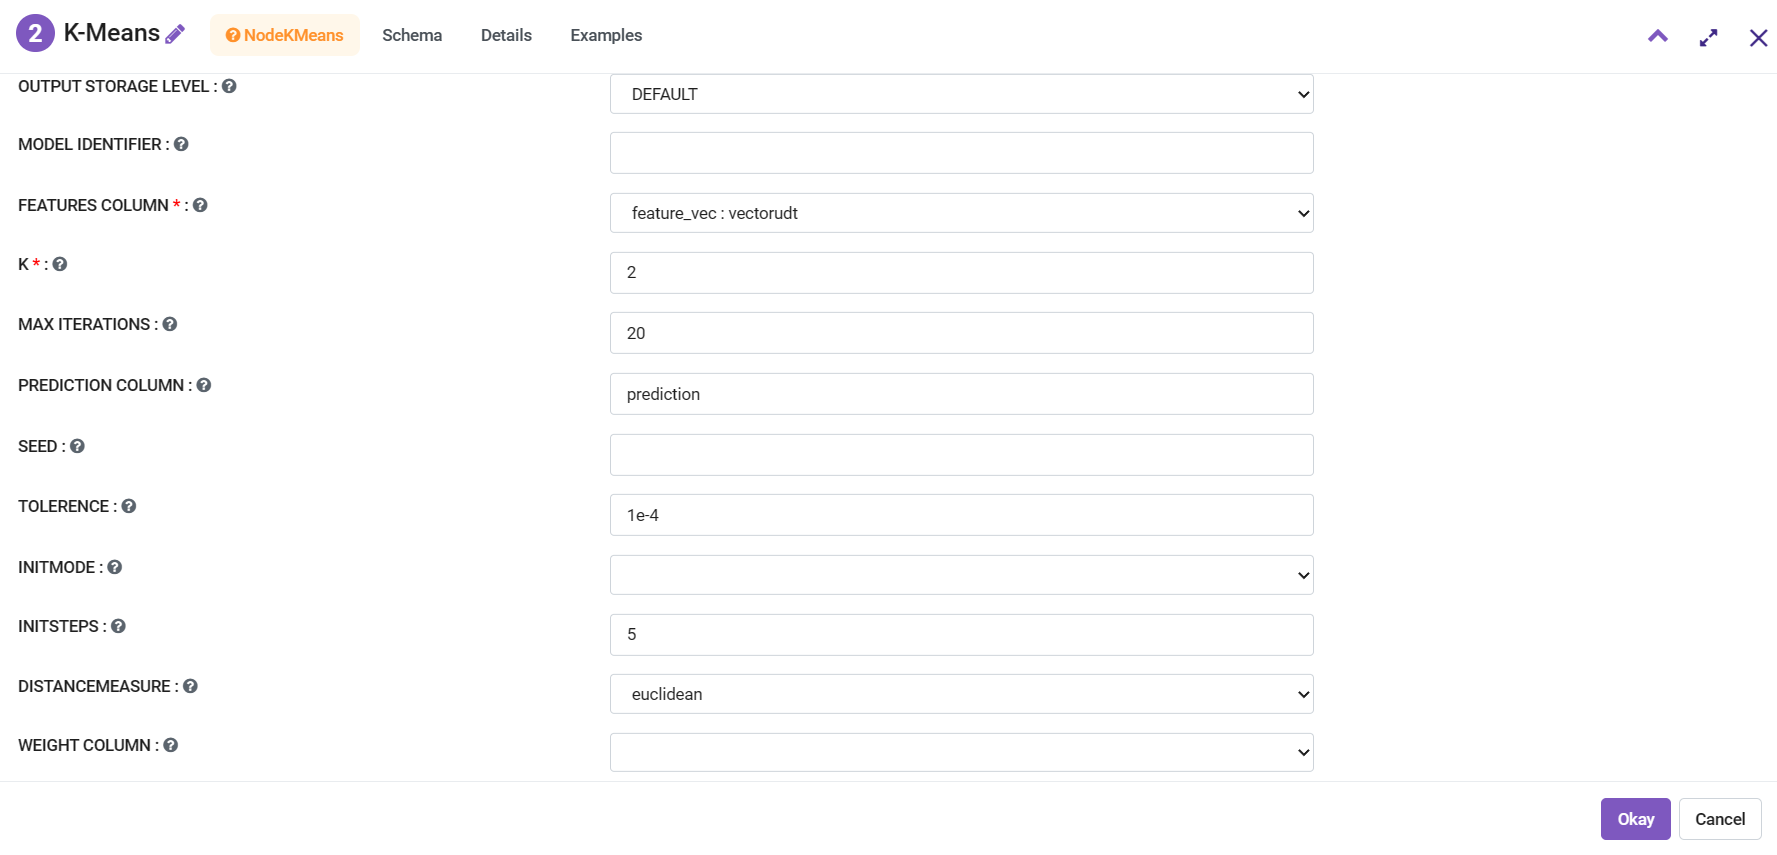 2 K-Means NodeKMeans Schema Details Examples
OUTPUT STORAGE LEVEL : DEFAULT
MODEL IDENTIFIER :
FEATURES COLUMN * : feature_vec : vectorudt
K * : 2
MAX ITERATIONS : 20
PREDICTION COLUMN : prediction
SEED :
TOLERENCE : 1e-4
INITMODE :
INITSTEPS : 5
DISTANCEMEASURE : euclidean
WEIGHT COLUMN :
Okay Cancel